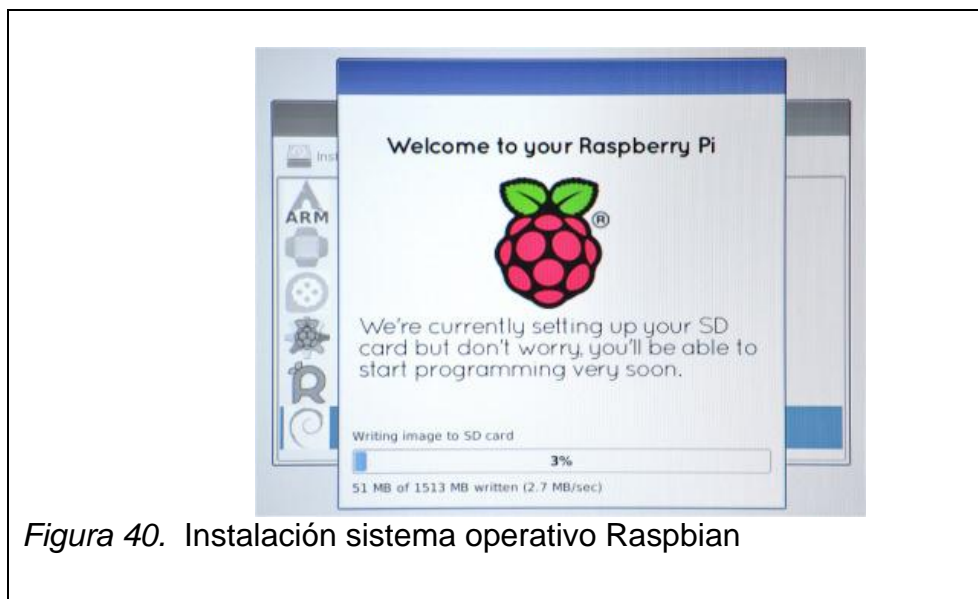 Inst
Welcome to your Raspberry Pi
ARM
®
We're currently setting up your SD
card but don't worry, you'll be able to
start programming very soon.
Writing image to SD card
3%
51 MB of 1513 MB written (2.7 MB/sec)
Figura 40. Instalación sistema operativo Raspbian